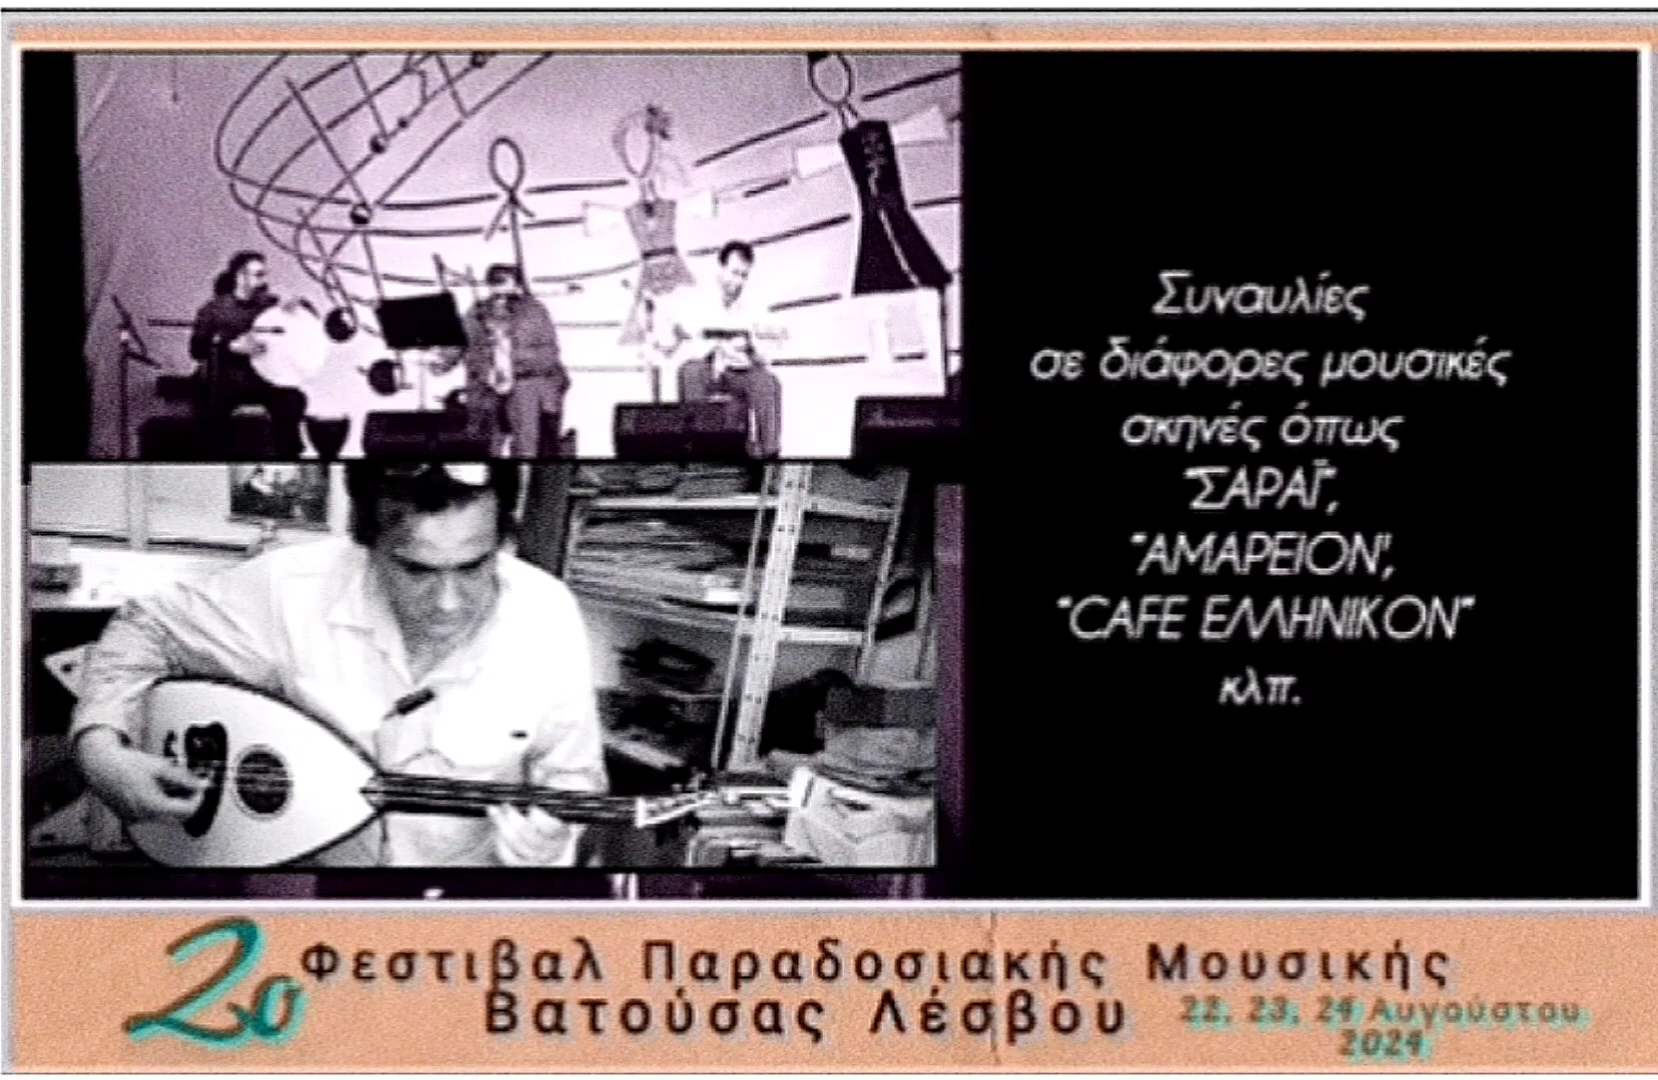 Συναυλίες
σε διάφορες μουσικές
σκηνές όπως
"ΣΑΡΑΪ",
"ΑΜΑΡΕΙΟΝ",
"CAFE ΕΛΛΗΝΙΚΟΝ"
κλπ.
2ο Φεστιβαλ Παραδοσιακής Μουσικής
Βατούσας Λέσβου
22, 23, 24 Αυγούστου
2024